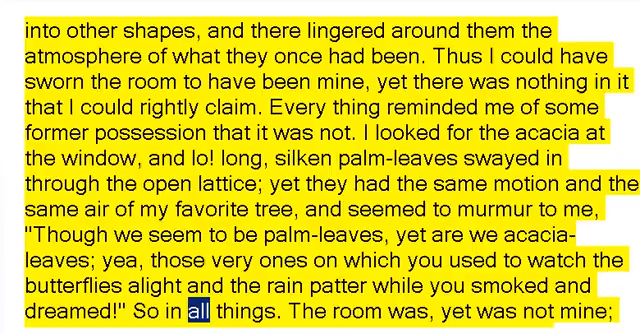 into other shapes, and there lingered around them the
atmosphere of what they once had been. Thus I could have
sworn the room to have been mine, yet there was nothing in it
that I could rightly claim. Every thing reminded me of some
former possession that it was not. I looked for the acacia at
the window, and lo! long, silken palm-leaves swayed in
through the open lattice; yet they had the same motion and the
same air of my favorite tree, and seemed to murmur to me,
"Though we seem to be palm-leaves, yet are we acacia-
leaves; yea, those very ones on which you used to watch the
butterflies alight and the rain patter while you smoked and
dreamed!" So in all things. The room was, yet was not mine;